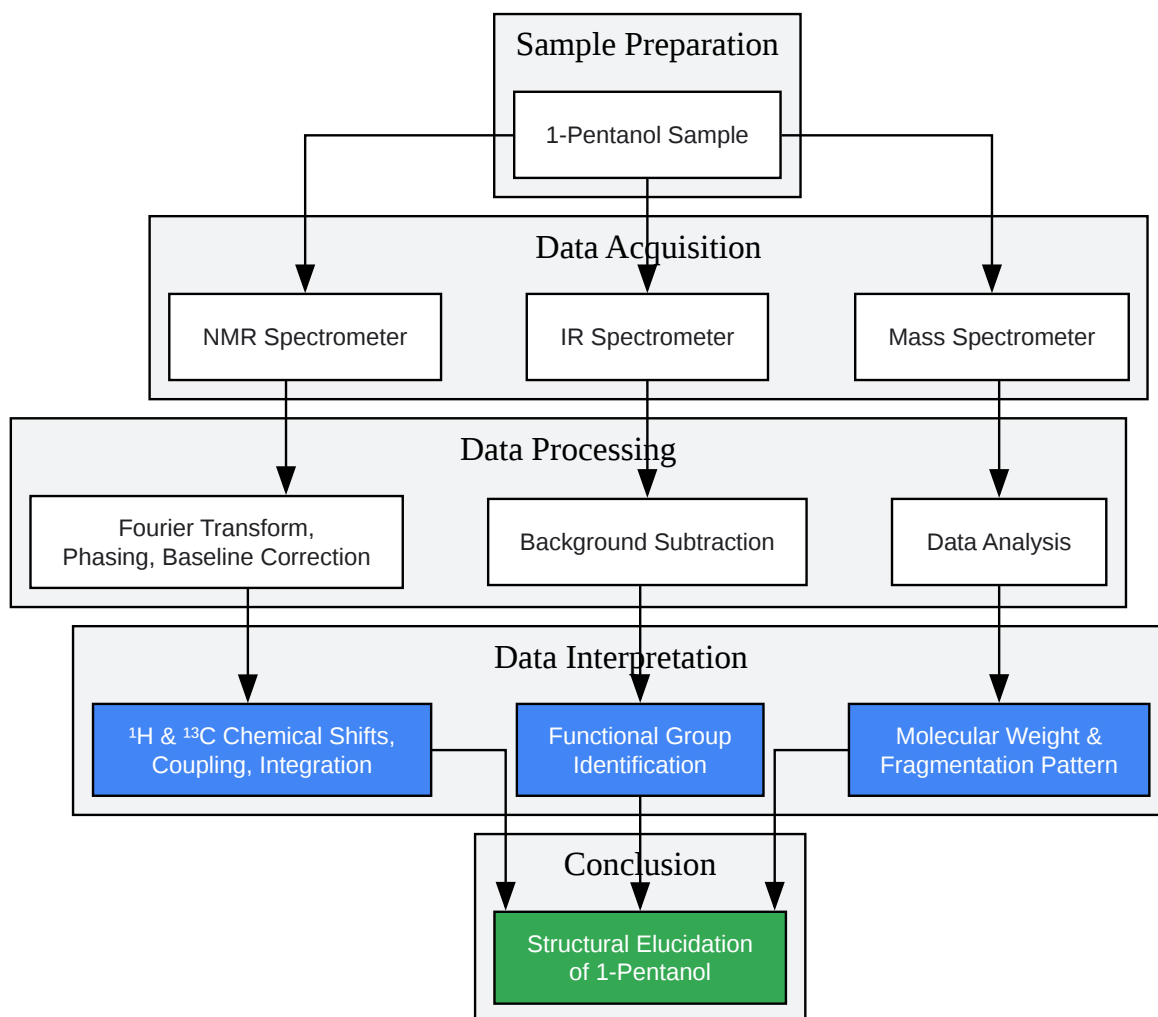 Sample Preparation
1-Pentanol Sample
Data Acquisition
NMR Spectrometer
IR Spectrometer
Mass Spectrometer
Data Processing
Fourier Transform,
Phasing, Baseline Correction
Background Subtraction
Data Analysis
Data Interpretation
¹H & ¹³C Chemical Shifts,
Coupling, Integration
Functional Group
Identification
Molecular Weight &
Fragmentation Pattern
Conclusion
Structural Elucidation
of 1-Pentanol